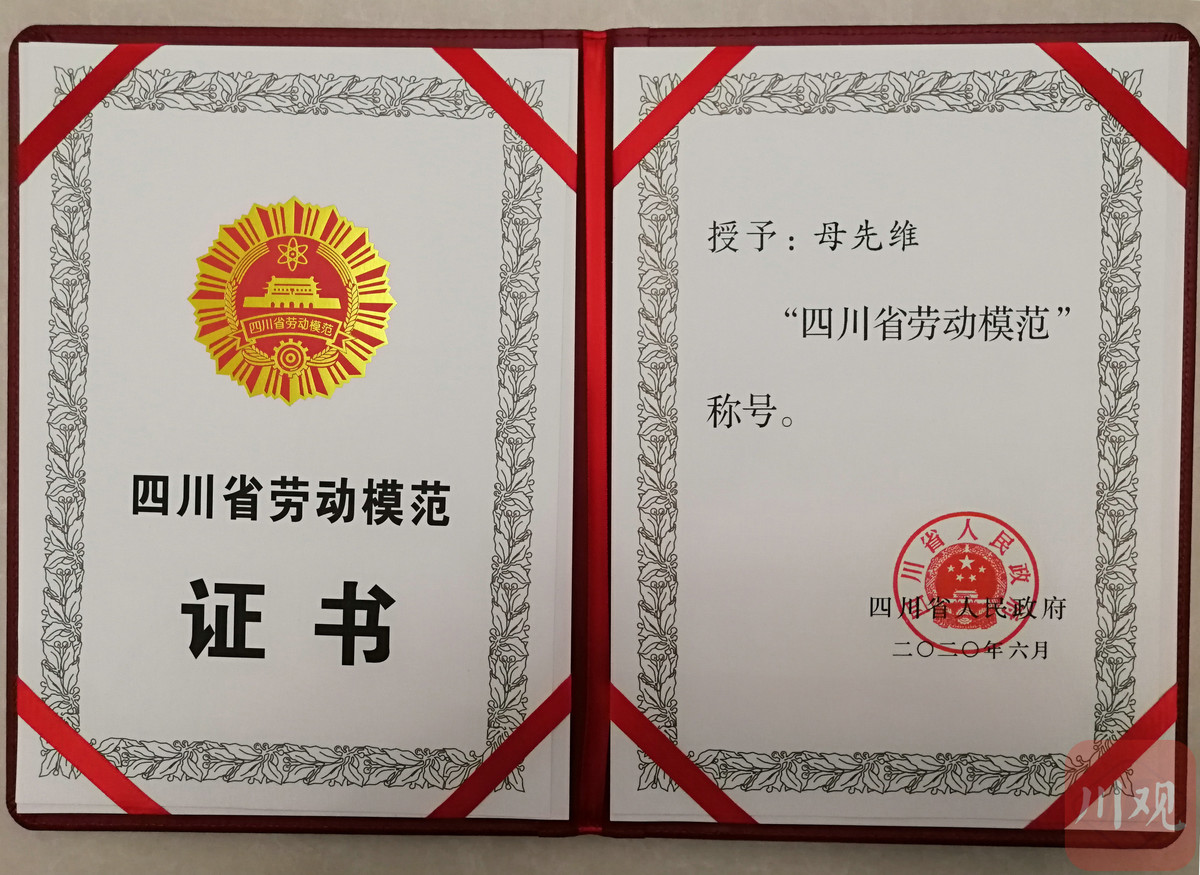 四川省劳动模范
四川省劳动模范
证书
授予：母先维
“四川省劳动模范”
称号。
四川省人民政府
四川省人民政府
二〇二〇年六月
川观